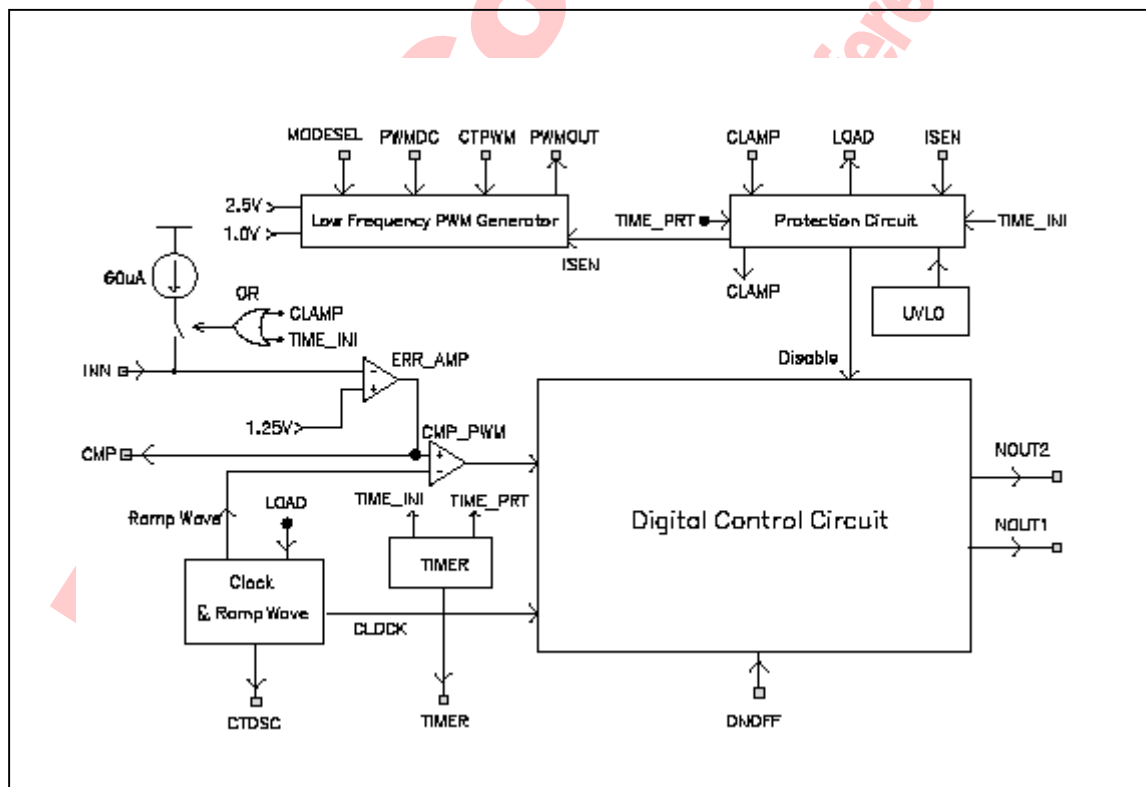 MODESEL PWMDC CTPWM PWMOUT CLAMP LOAD ISEN
2.5V
1.0V
Low Frequency PWM Generator
TIME_PRT
Protection Circuit
TIME_INI
ISEN
CLAMP
UVLO
60uA
OR
CLAMP
TIME_INI
Disable
INN
ERR_AMP
1.25V
CMP
CMP_PWM
NOUT2
Ramp Wave
LOAD
TIME_INI TIME_PRT
Digital Control Circuit
NOUT1
TIMER
Clock
& Ramp Wave
CLOCK
CTOSC
TIMER
ONOFF